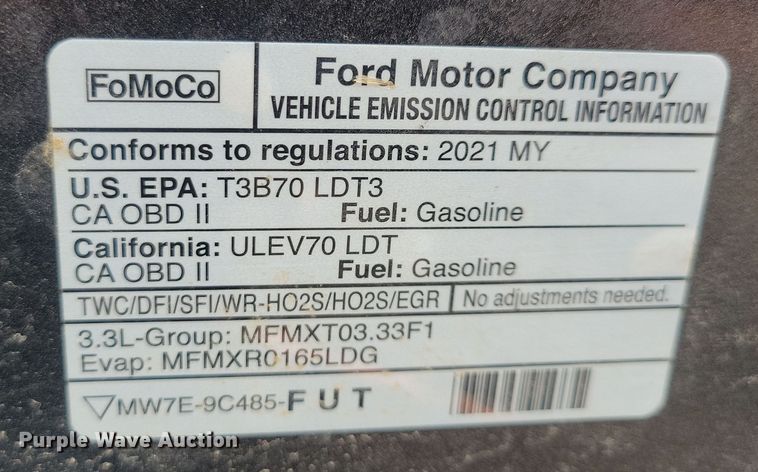 FoMoCo
Ford Motor Company
VEHICLE EMISSION CONTROL INFORMATION
Conforms to regulations: 2021 MY
U.S. EPA: T3B70 LDT3
CA OBD II Fuel: Gasoline
California: ULEV70 LDT
CA OBD II Fuel: Gasoline
TWC/DFI/SFI/WR-HO2S/HO2S/EGR No adjustments needed.
3.3L-Group: MFMXT03.33F1
Evap: MFMXR0165LDG
MW7E-9C485-F U T
Purple Wave Auction